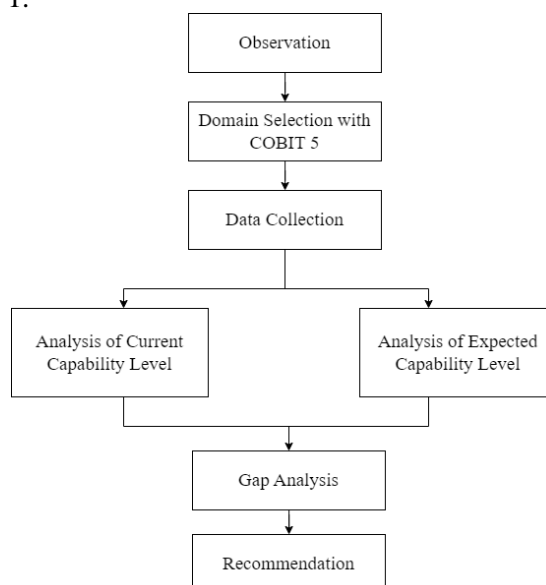 1.
Observation
Domain Selection with
COBIT 5
Data Collection
Analysis of Current
Capability Level
Analysis of Expected
Capability Level
Gap Analysis
Recommendation